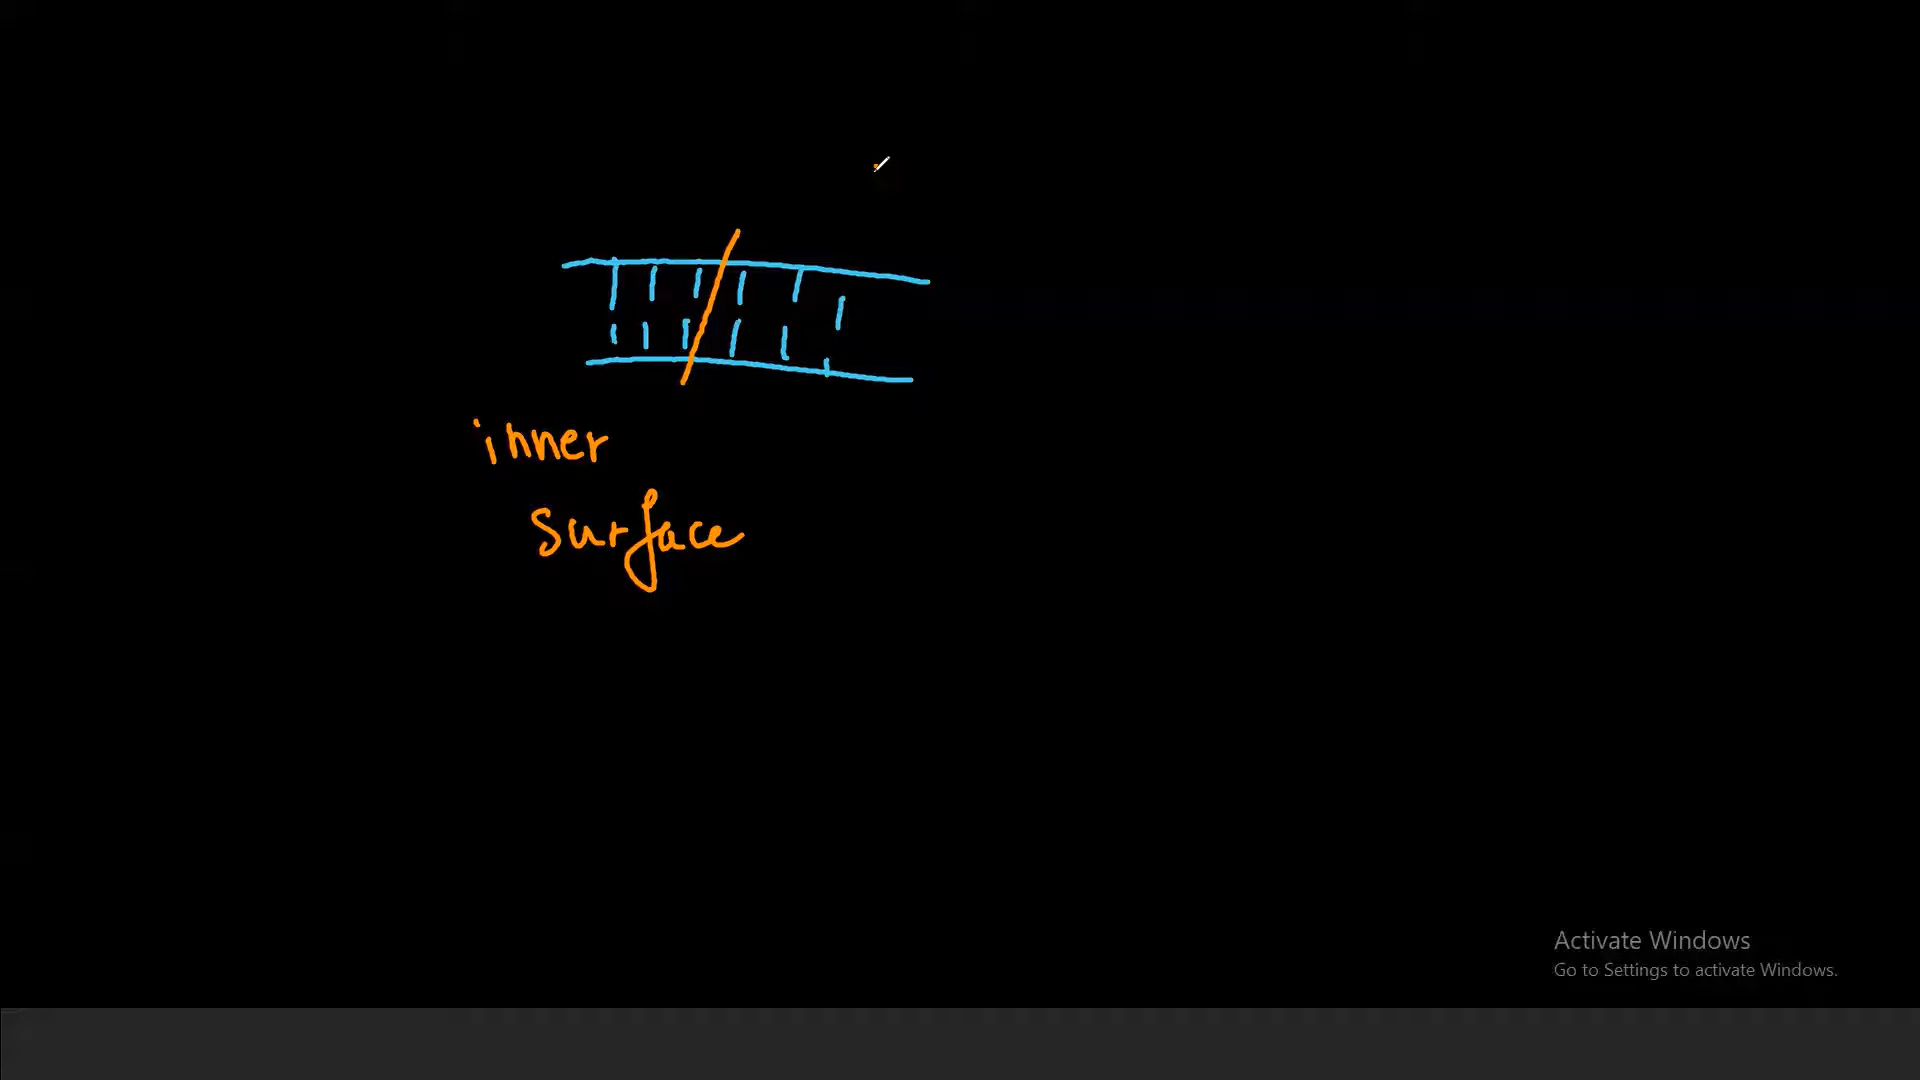 inner
surface
Activate Windows
Go to Settings to activate Windows.